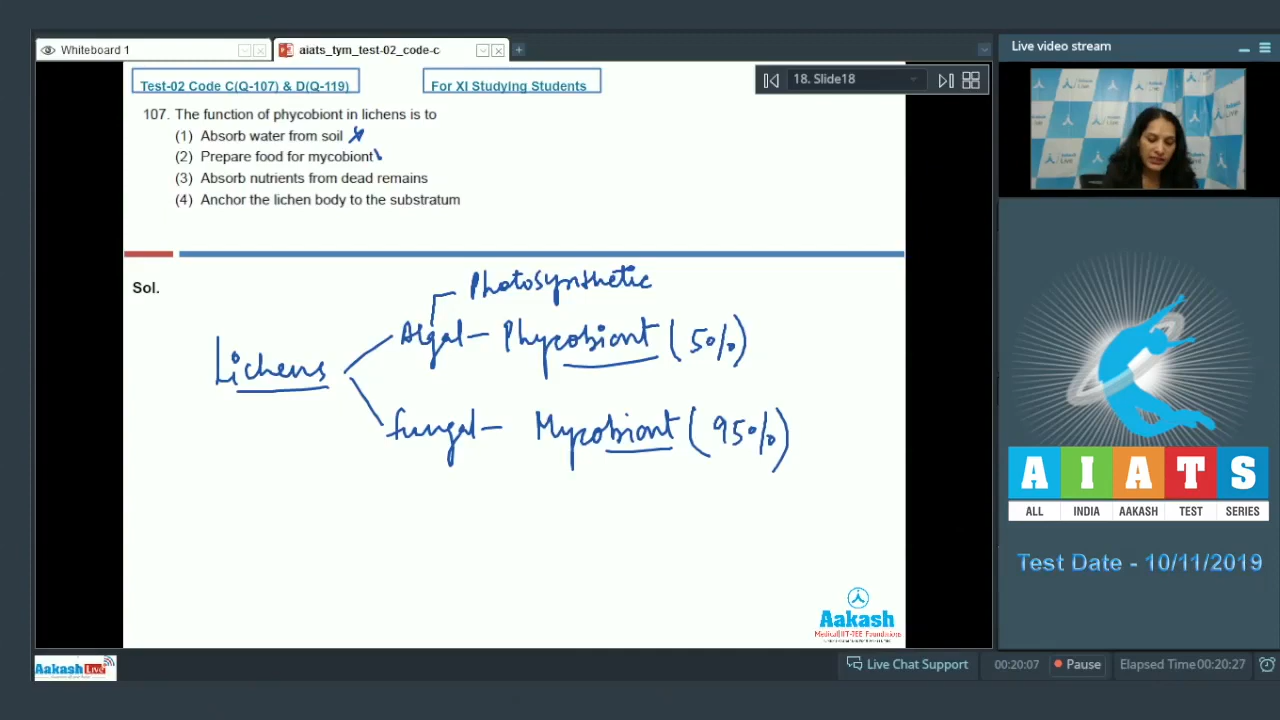 Whiteboard 1
aiats_tym_test-02_code-c
Live video stream
Test-02 Code C(Q-107) & D(Q-119)
For XI Studying Students
18. Slide18
107. The function of phycobiont in lichens is to
(1) Absorb water from soil
(2) Prepare food for mycobiont
(3) Absorb nutrients from dead remains
(4) Anchor the lichen body to the substratum
Sol.
Photosynthetic
Algal - Phycobiont (5%)
Lichens
fungal - Mycobiont (95%)
A I A T S
ALL INDIA AAKASH TEST SERIES
Test Date - 10/11/2019
Aakash
Medical|IIT-JEE|Foundations
Aakash Live
Live Chat Support
00:20:07
Pause
Elapsed Time 00:20:27